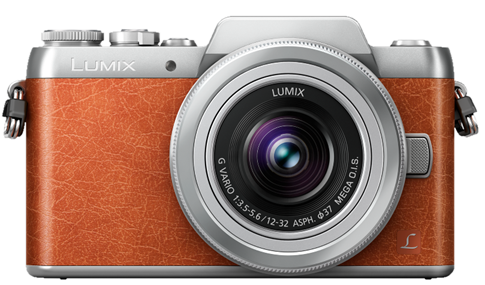 LUMIX
LUMIX
G VARIO 1:3.5-5.6 / 12-32 ASPH. Φ37 MEGA O.I.S.
L